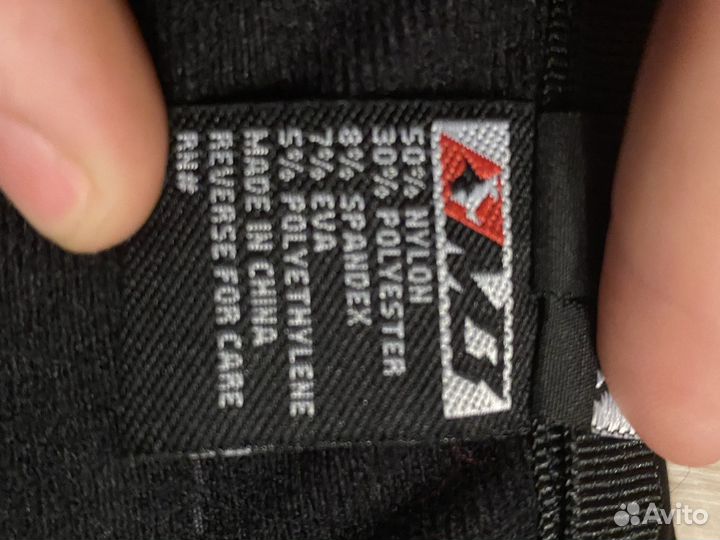 50% NYLON
30% POLYESTER
8% SPANDEX
7% EVA
5% POLYETHYLENE
MADE IN CHINA
REVERSE FOR CARE
RN#
Avito